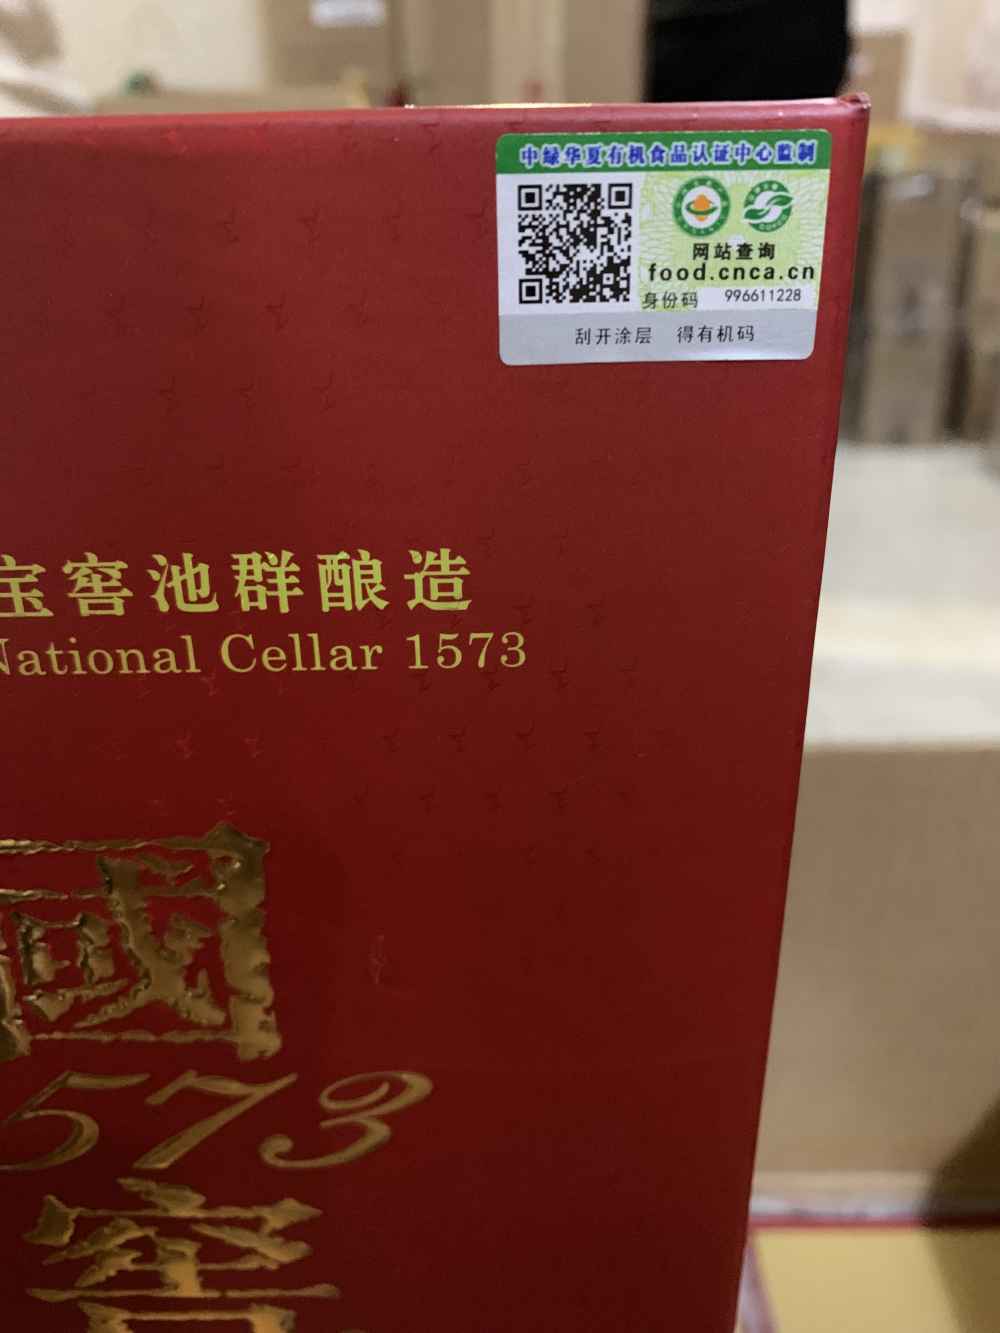 中绿华夏有机食品认证中心监制
网站查询
food.cnca.cn
身份码 996611228
刮开涂层 得有机码
宝窖池群酿造
National Cellar 1573
國
573
窖